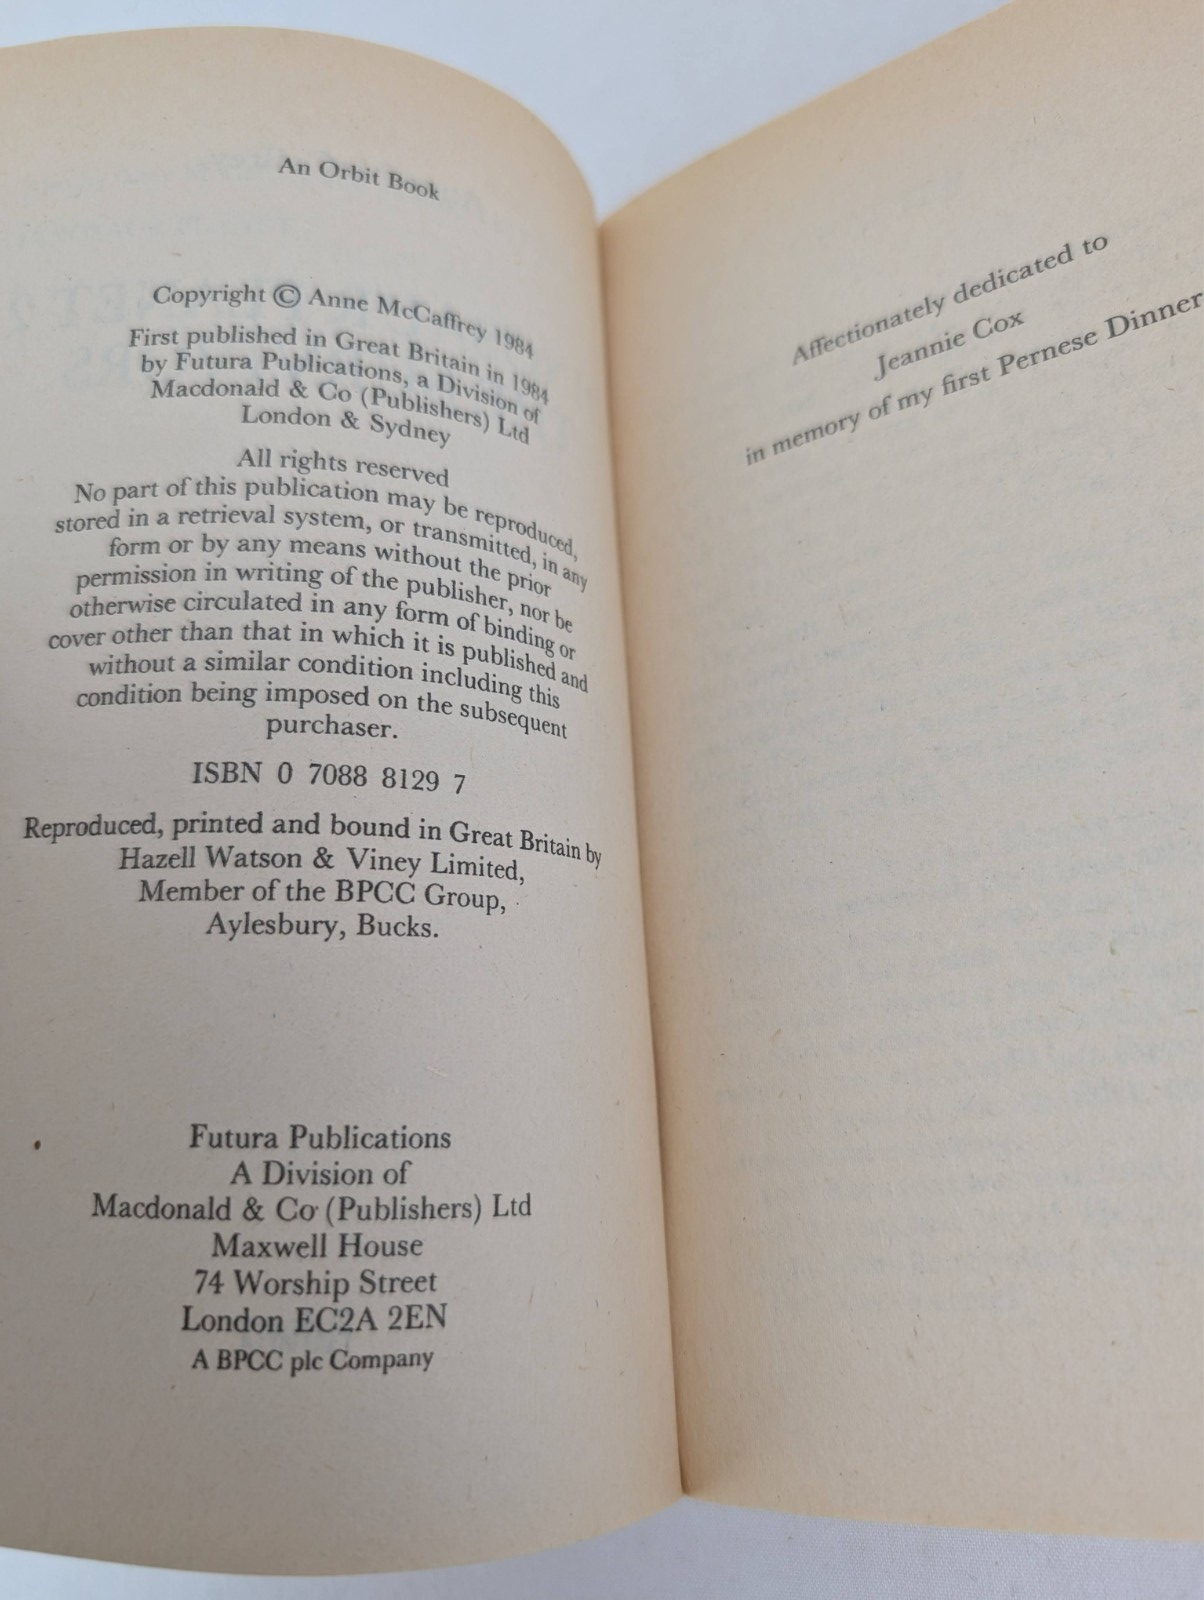 An Orbit Book
Copyright © Anne McCaffrey 1984
First published in Great Britain in 1984
by Futura Publications, a Division of
Macdonald & Co (Publishers) Ltd
London & Sydney
All rights reserved
No part of this publication may be reproduced,
stored in a retrieval system, or transmitted, in any
form or by any means without the prior
permission in writing of the publisher, nor be
otherwise circulated in any form of binding or
cover other than that in which it is published and
without a similar condition including this
condition being imposed on the subsequent
purchaser.
ISBN 0 7088 8129 7
Reproduced, printed and bound in Great Britain by
Hazell Watson & Viney Limited,
Member of the BPCC Group,
Aylesbury, Bucks.
Futura Publications
A Division of
Macdonald & Co (Publishers) Ltd
Maxwell House
74 Worship Street
London EC2A 2EN
A BPCC plc Company
Affectionately dedicated to
Jeannie Cox
in memory of my first Pernese Dinner